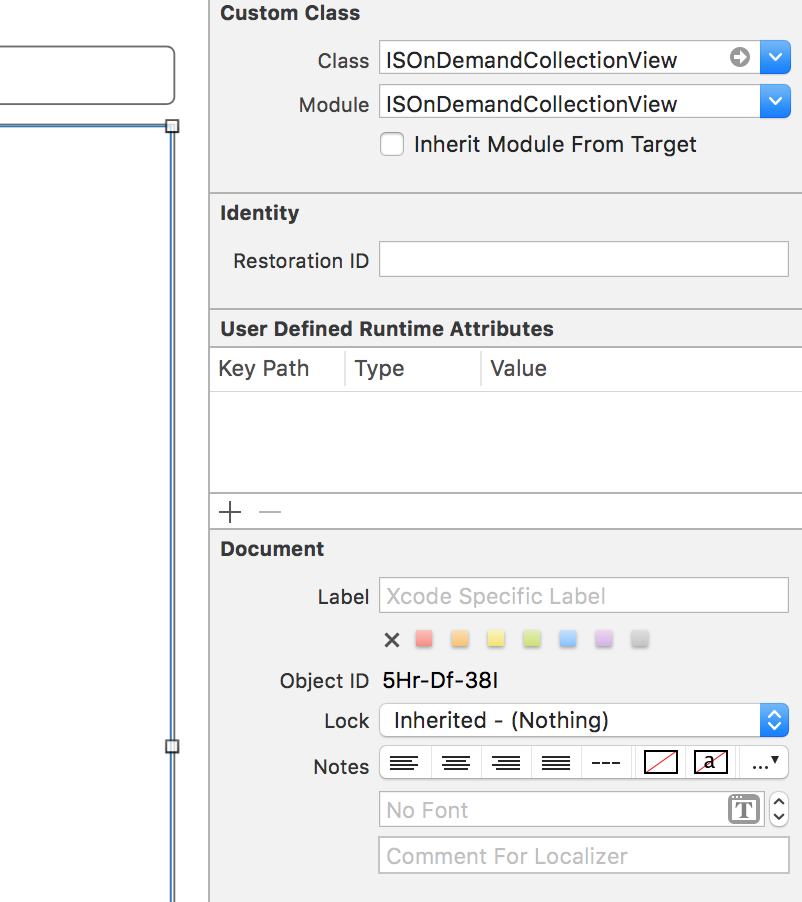 Custom Class
Class ISOnDemandCollectionView
Module ISOnDemandCollectionView
Inherit Module From Target
Identity
Restoration ID
User Defined Runtime Attributes
Key Path Type Value
Document
Label Xcode Specific Label
Object ID 5Hr-Df-38I
Lock Inherited - (Nothing)
Notes a ...
No Font T
Comment For Localizer